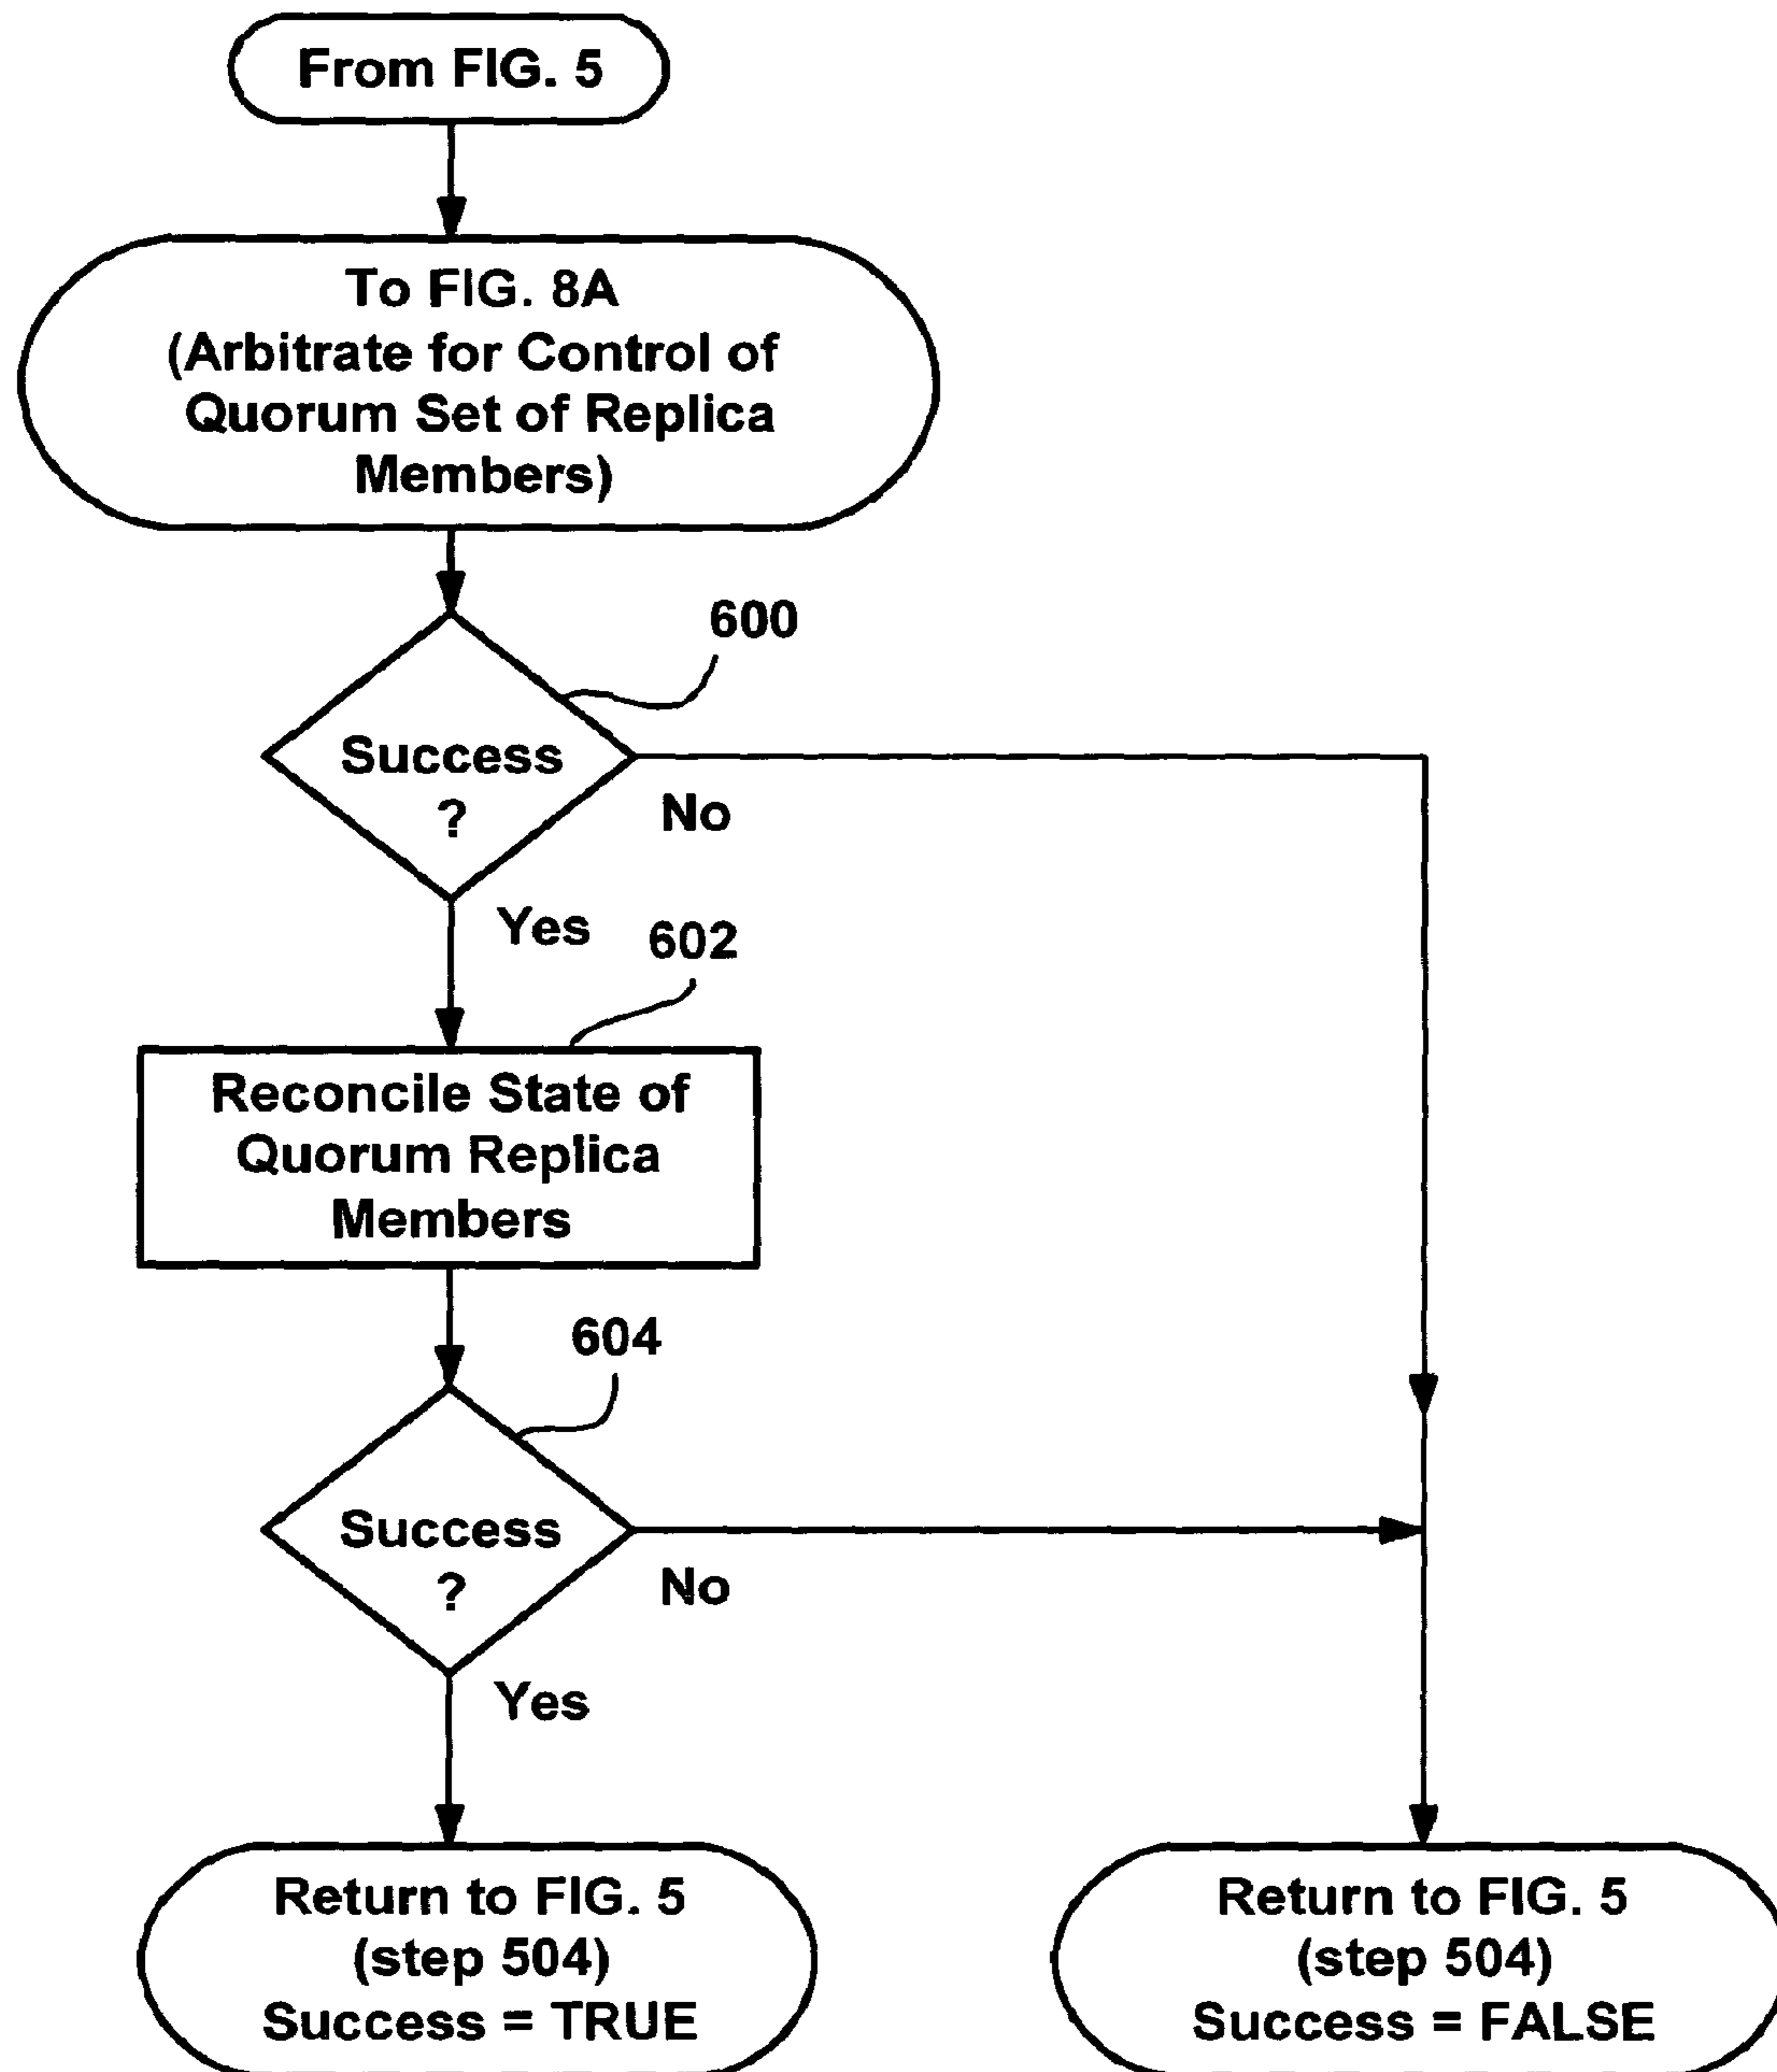 From FIG. 5
To FIG. 8A
(Arbitrate for Control of
Quorum Set of Replica
Members)
600
Success
?
No
Yes
602
Reconcile State of
Quorum Replica
Members
604
Success
?
No
Yes
Return to FIG. 5
(step 504)
Success = TRUE
Return to FIG. 5
(step 504)
Success = FALSE